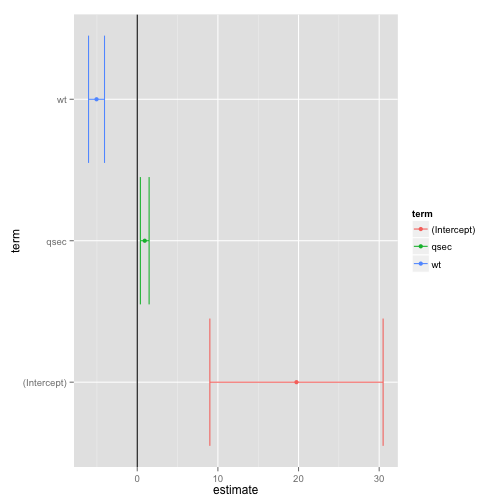 wt
qsec
(Intercept)
term
0 10 20 30
estimate
term
(Intercept)
qsec
wt